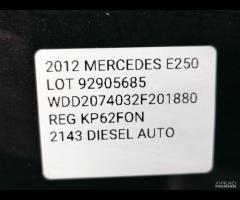 2012 MERCEDES E250
LOT 92905685
WDD2074032F201880
REG KP62FON
2143 DIESEL AUTO